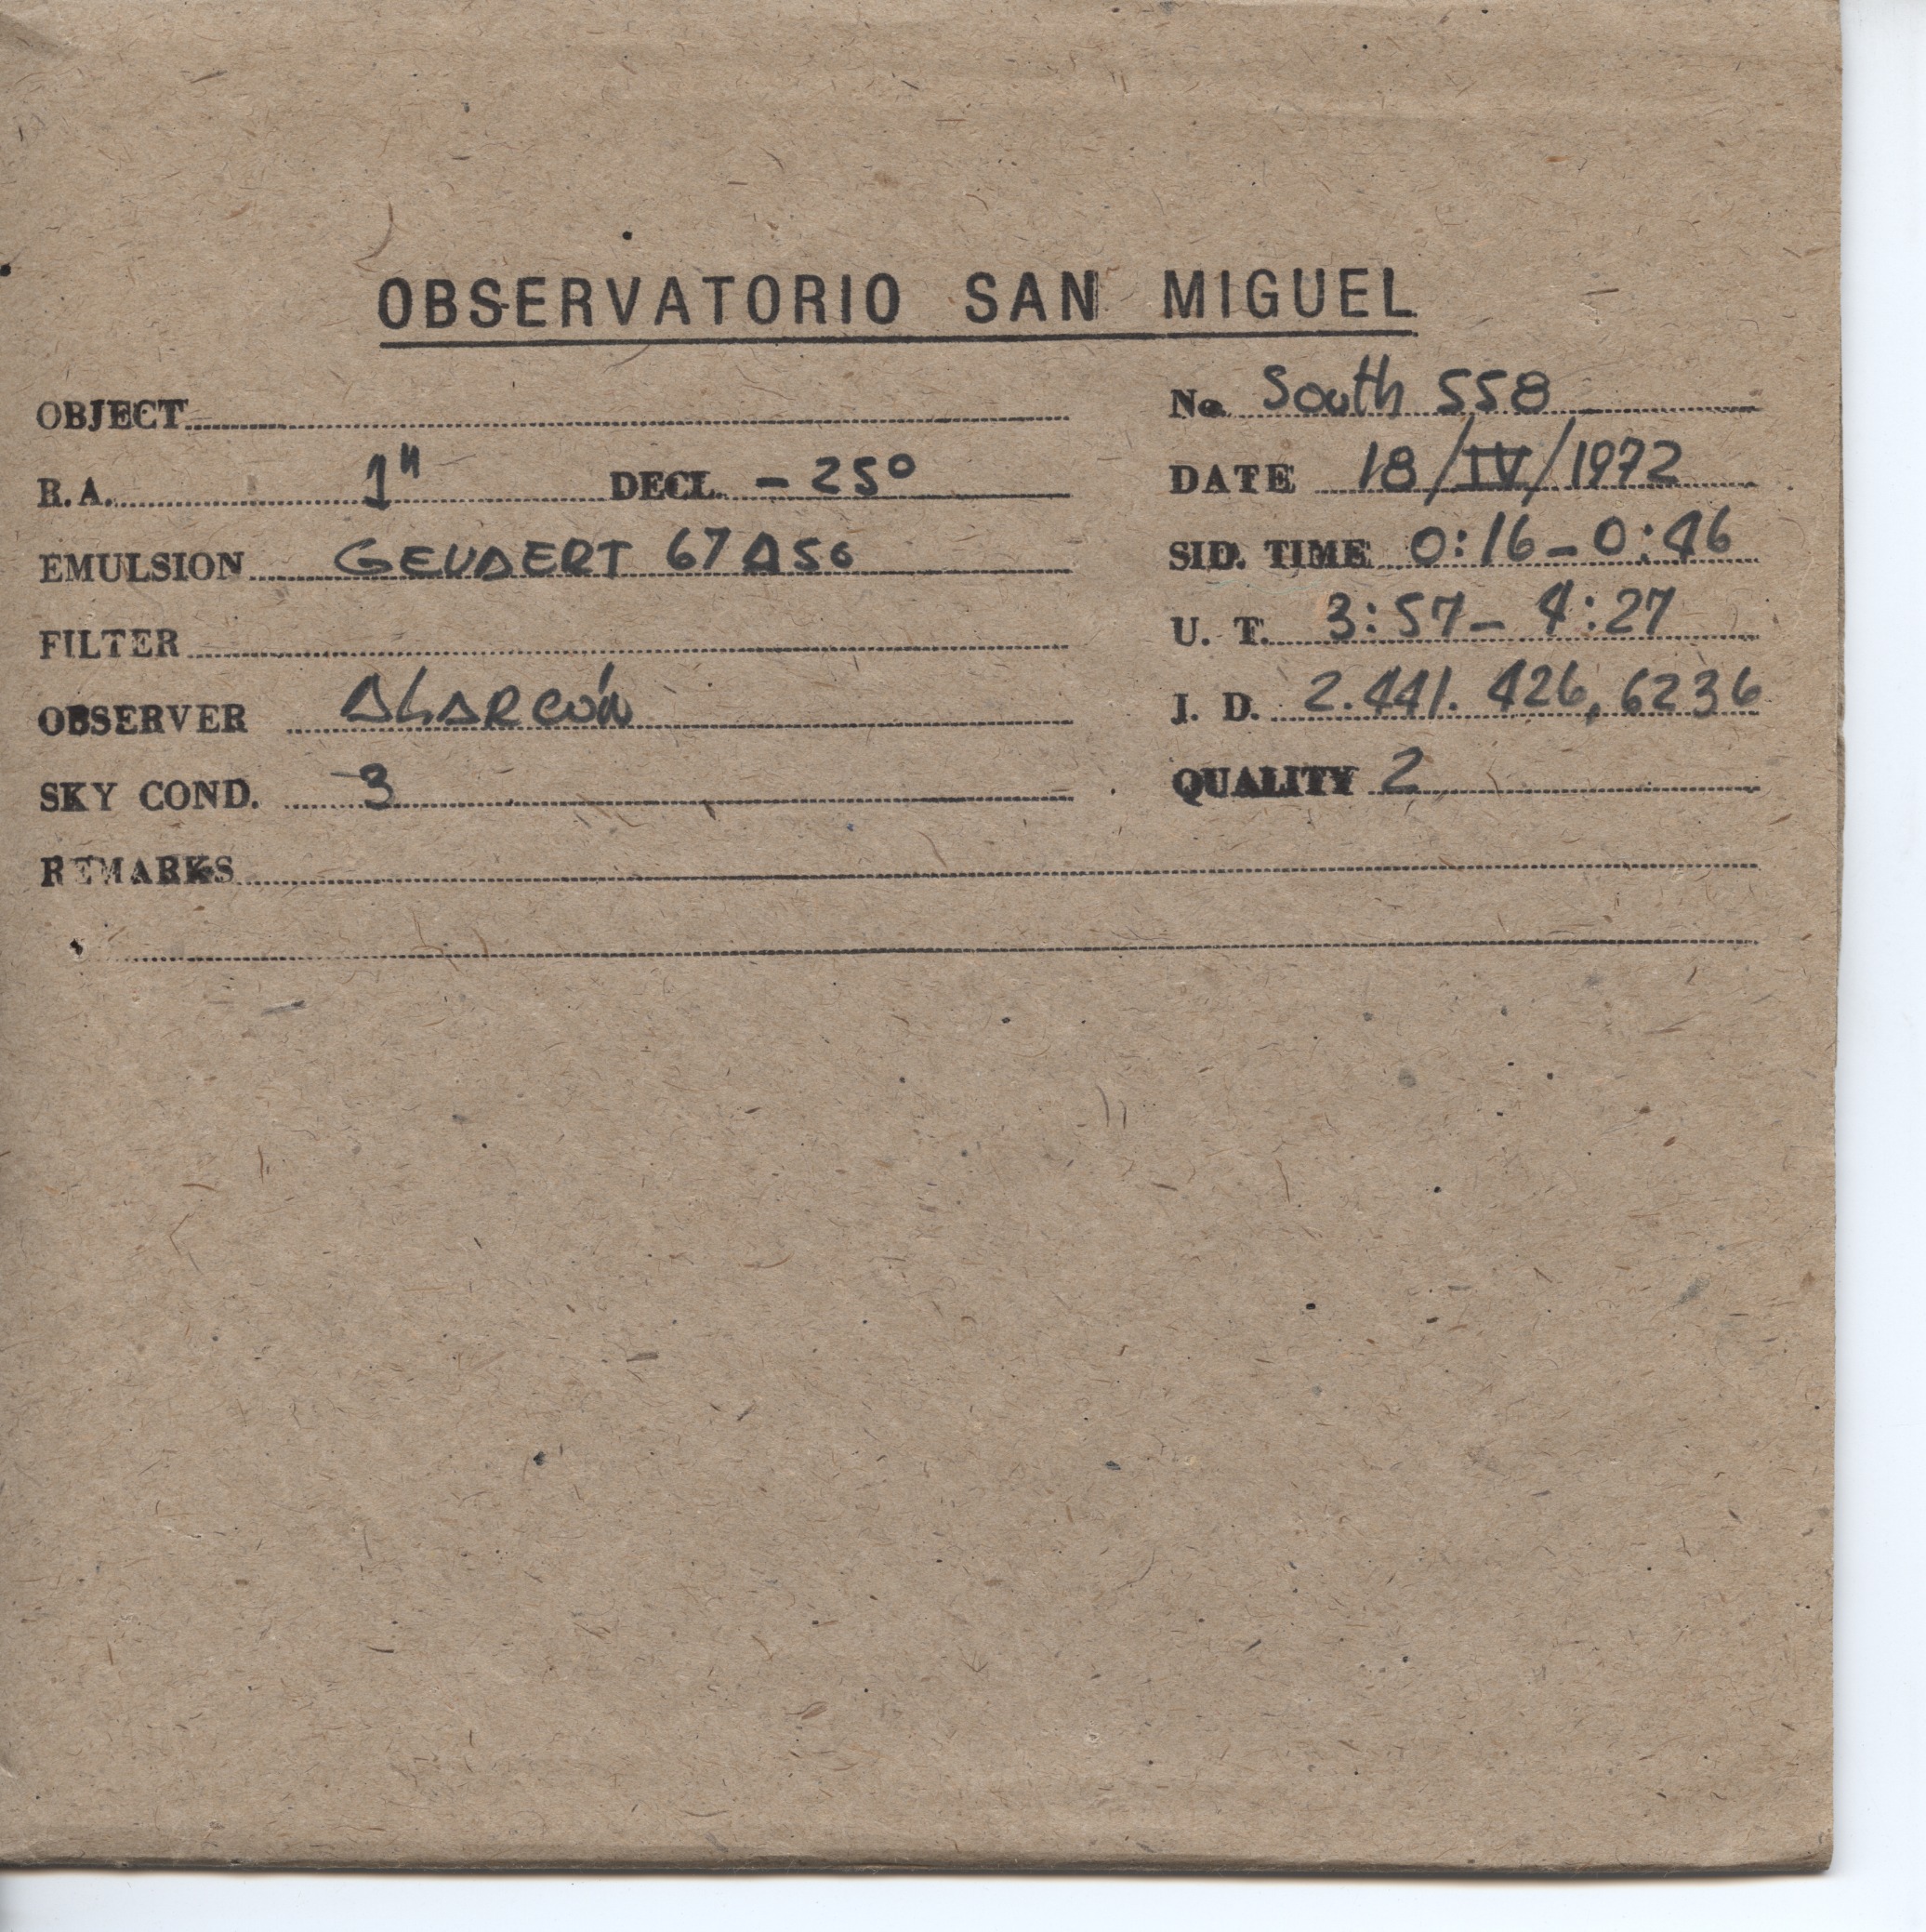 OBSERVATORIO SAN MIGUEL
OBJECT No South 558
R.A. 1H DECL. - 25° DATE 18/IV/1972
EMULSION GEVAERT 67A56 SID. TIME 0:16-0:46
FILTER U. T. 3:57- 4:27
OBSERVER ALARCÓN J. D. 2.441.426,6236
SKY COND. 3 QUALITY 2
REMARKS